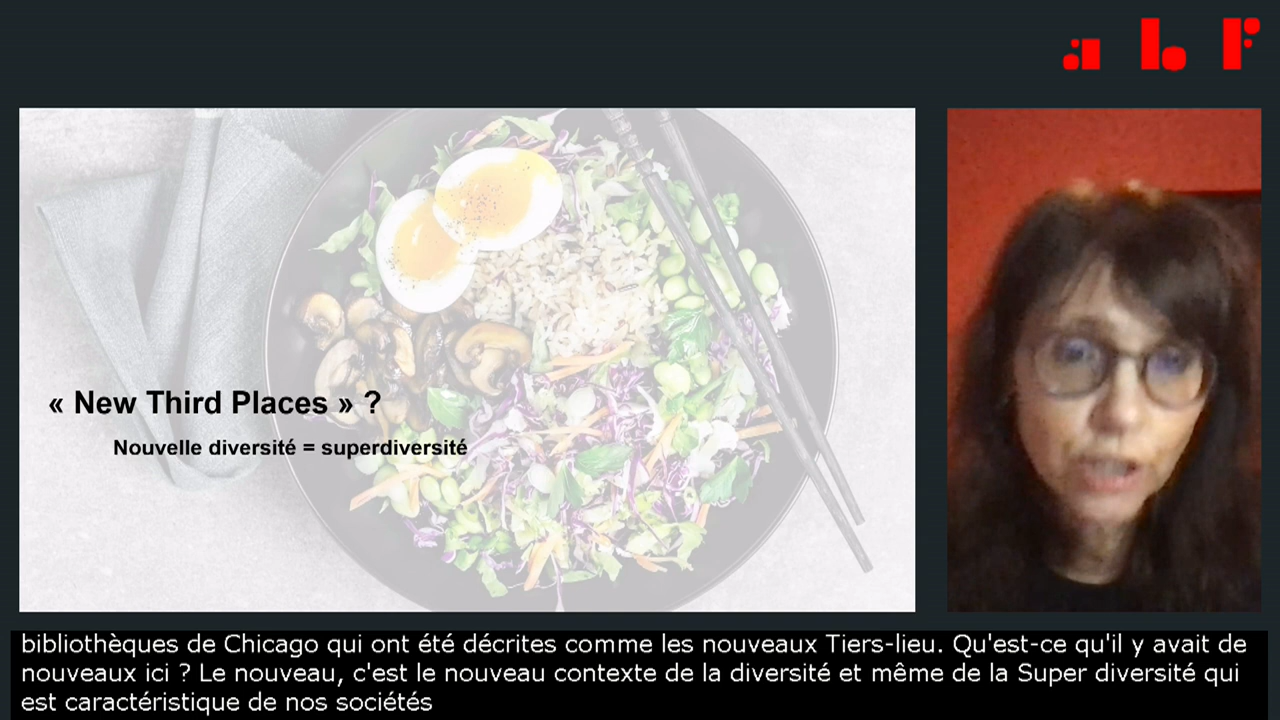 abf
« New Third Places » ?
Nouvelle diversité = superdiversité
bibliothèques de Chicago qui ont été décrites comme les nouveaux Tiers-lieu. Qu'est-ce qu'il y avait de
nouveaux ici ? Le nouveau, c'est le nouveau contexte de la diversité et même de la Super diversité qui
est caractéristique de nos sociétés